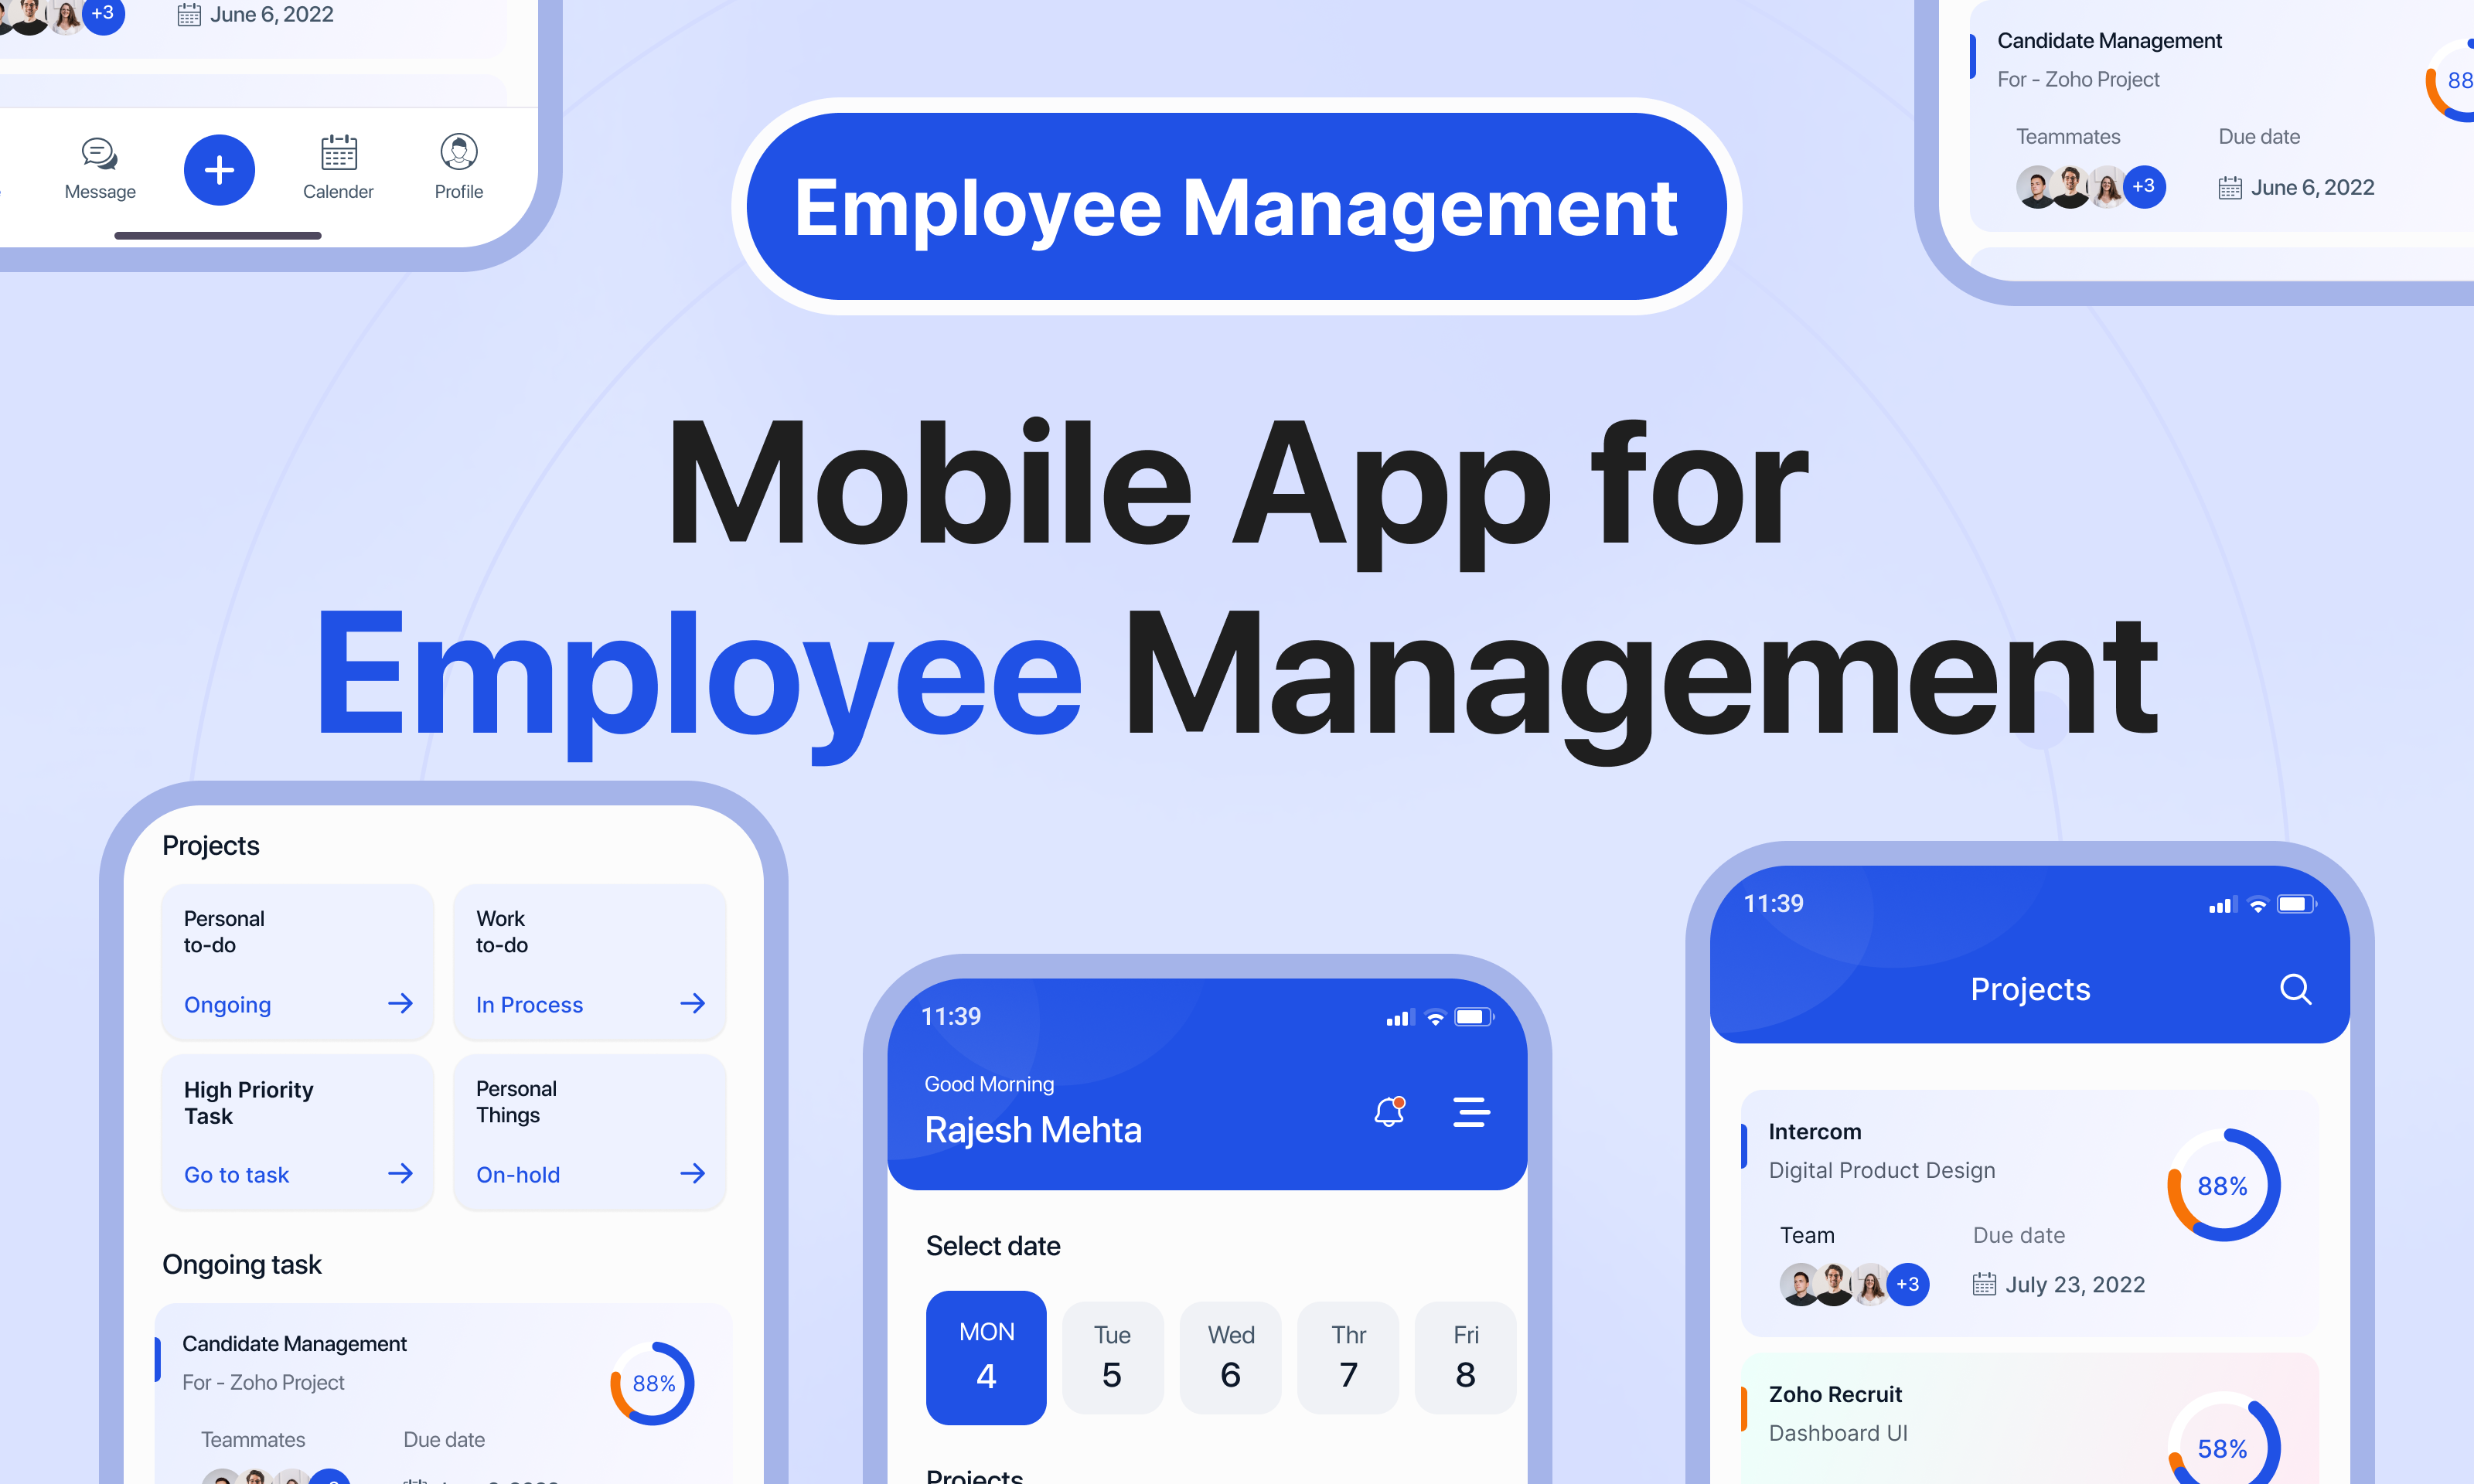 +3
June 6, 2022
Message
Calender
Profile
Candidate Management
For - Zoho Project
88
Teammates
Due date
+3
June 6, 2022
Employee Management
Mobile App for
Employee Management
Projects
Personal
to-do
Ongoing
Work
to-do
In Process
High Priority
Task
Go to task
Personal
Things
On-hold
Ongoing task
Candidate Management
For - Zoho Project
88%
Teammates
Due date
11:39
Good Morning
Rajesh Mehta
Select date
MON
4
Tue
5
Wed
6
Thr
7
Fri
8
Projects
11:39
Projects
Intercom
Digital Product Design
88%
Team
Due date
+3
July 23, 2022
Zoho Recruit
Dashboard UI
58%